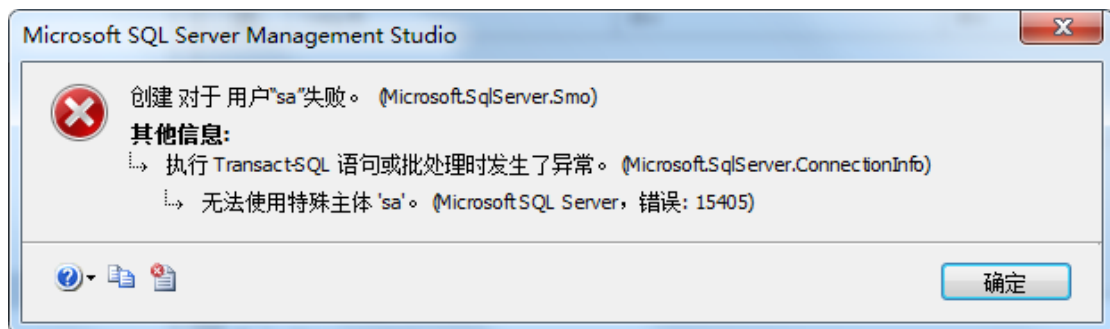 Microsoft SQL Server Management Studio
创建 对于 用户“sa”失败。 (Microsoft.SqlServer.Smo)
其他信息:
执行 Transact-SQL 语句或批处理时发生了异常。 (Microsoft.SqlServer.ConnectionInfo)
无法使用特殊主体 'sa'。 (Microsoft SQL Server，错误: 15405)
确定